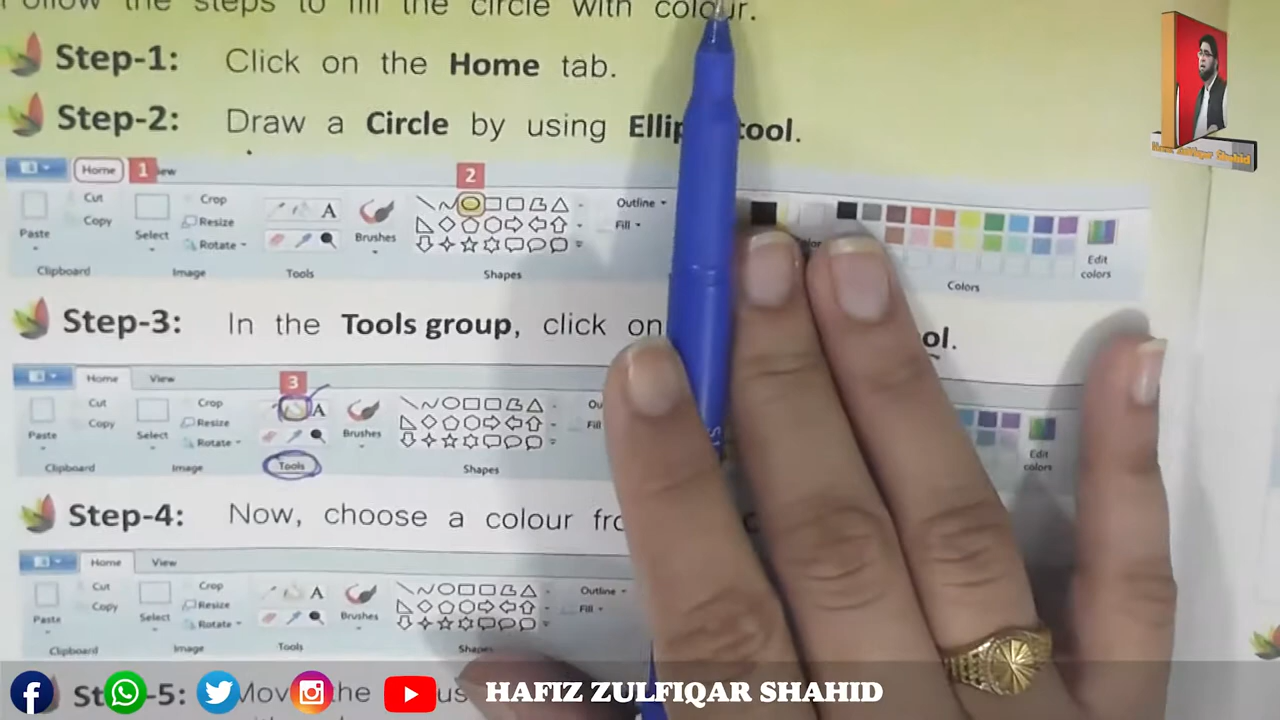 the steps to fill the circle with colour.
Step-1: Click on the Home tab.
Step-2: Draw a Circle by using tool.
Home 1
2
Cut
Copy
Paste
Clipboard
Select
Crop
Resize
Rotate
Image
A
Tools
Brushes
Shapes
Outline
Fill
Colors
Edit colors
Step-3: In the Tools group, click on
Home View
3
Cut
Copy
Paste
Clipboard
Select
Crop
Resize
Rotate
Image
A
Tools
Brushes
Shapes
Edit colors
Step-4: Now, choose a colour
Home View
Cut
Copy
Paste
Clipboard
Select
Crop
Resize
Rotate
Image
A
Tools
Brushes
Shapes
Outline
Fill
-5: the
HAFIZ ZULFIQAR SHAHID